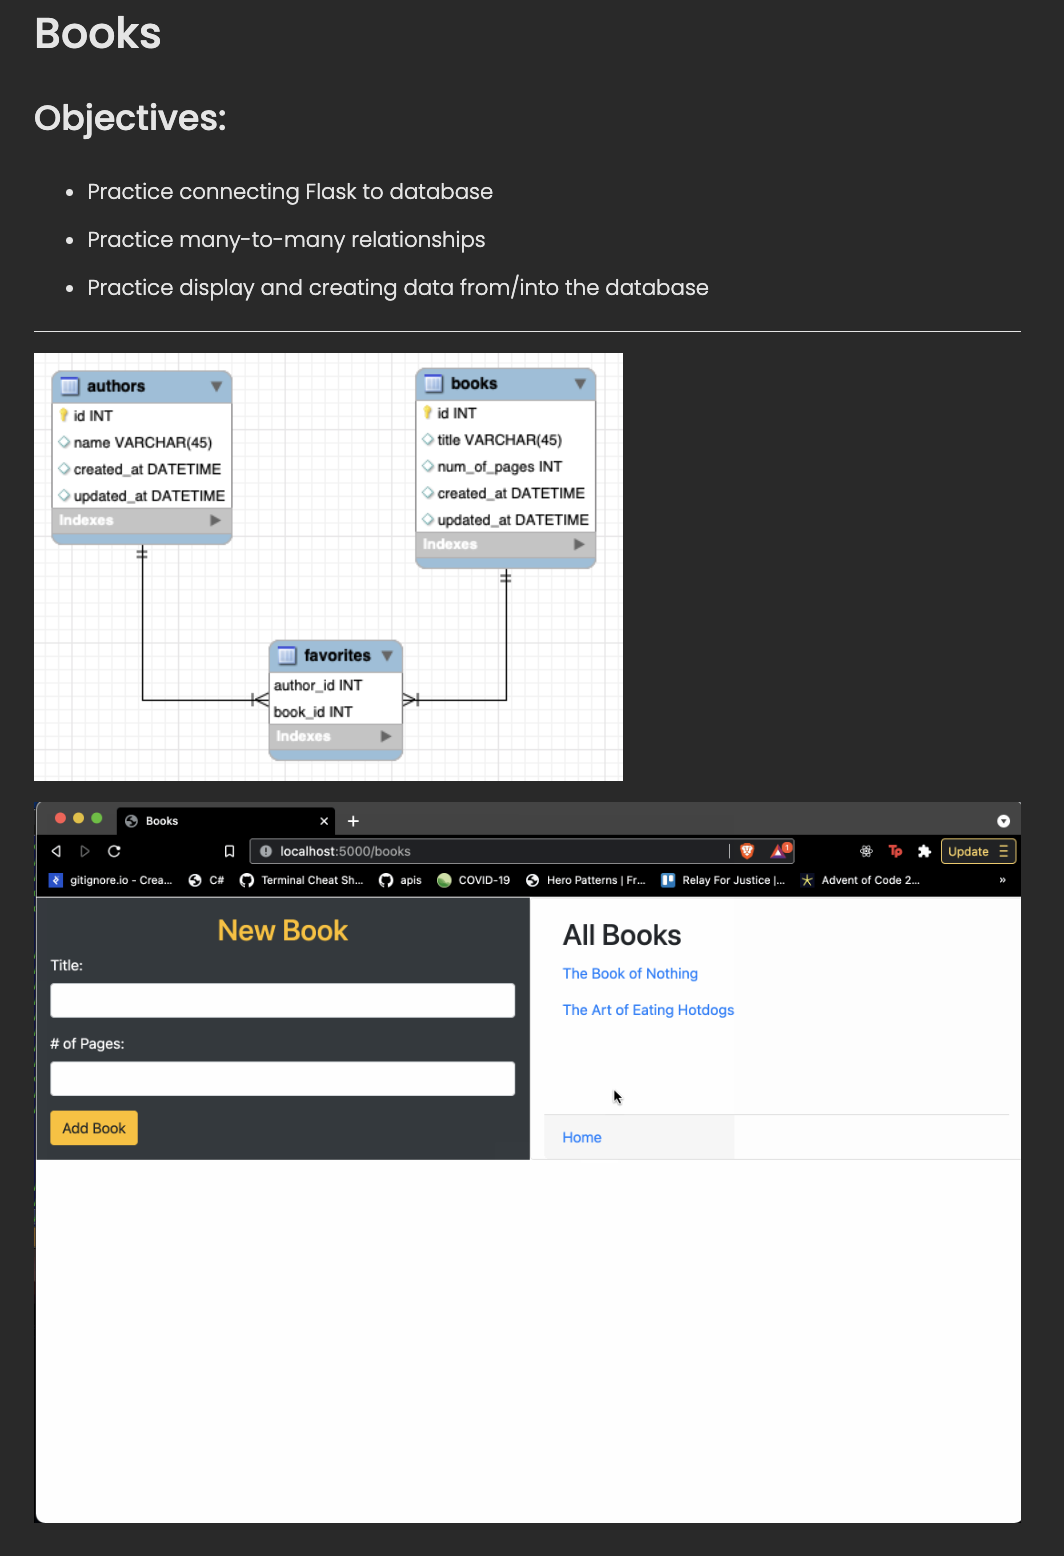 Books
Objectives:
Practice connecting Flask to database
Practice many-to-many relationships
Practice display and creating data from/into the database
authors
id INT
name VARCHAR(45)
created_at DATETIME
updated_at DATETIME
Indexes
books
id INT
title VARCHAR(45)
num_of_pages INT
created_at DATETIME
updated_at DATETIME
Indexes
favorites
author_id INT
book_id INT
Indexes
Books
localhost:5000/books
1
Tp
Update
gitignore.io - Crea...
C#
Terminal Cheat Sh...
apis
COVID-19
Hero Patterns | Fr...
Relay For Justice |...
Advent of Code 2...
»
New Book
Title:
# of Pages:
Add Book
All Books
The Book of Nothing
The Art of Eating Hotdogs
Home